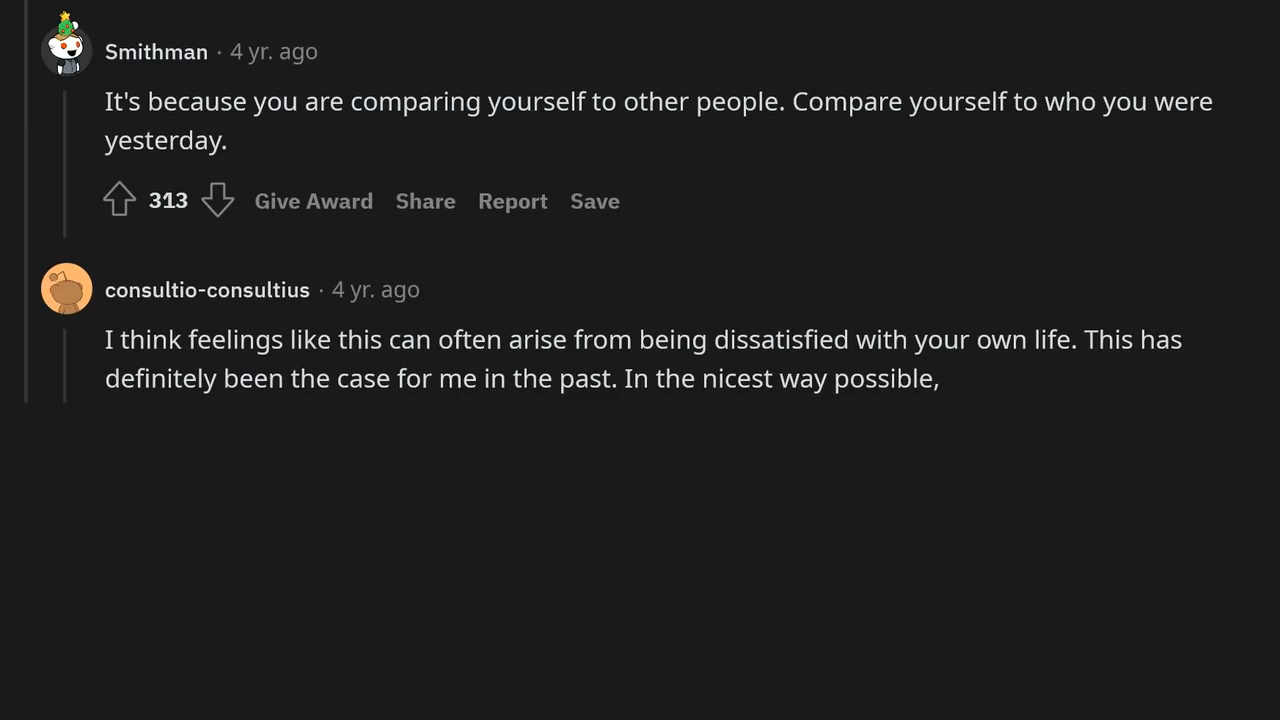 Smithman · 4 yr. ago
It's because you are comparing yourself to other people. Compare yourself to who you were
yesterday.
313 Give Award Share Report Save
consultio-consultius · 4 yr. ago
I think feelings like this can often arise from being dissatisfied with your own life. This has
definitely been the case for me in the past. In the nicest way possible,